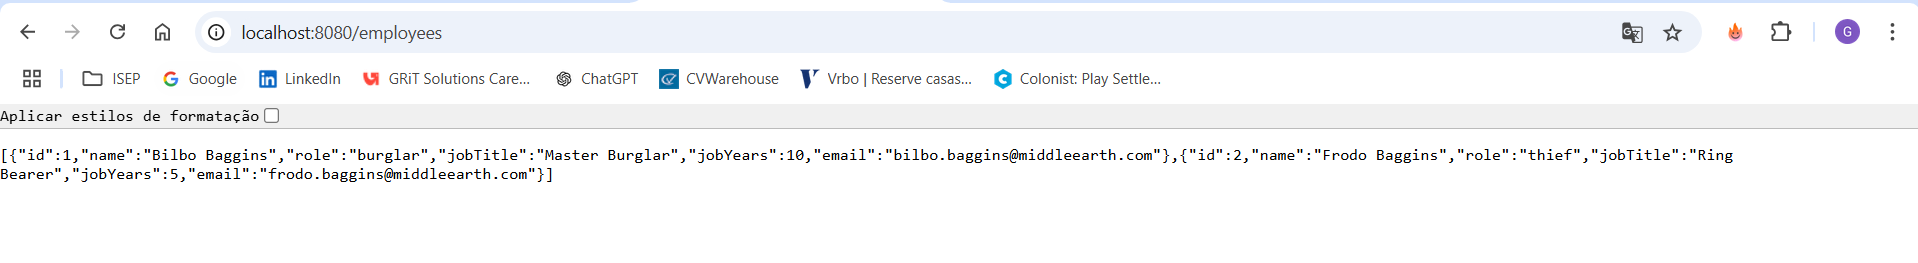 localhost:8080/employees
G
ISEP
Google
LinkedIn
GRiT Solutions Care...
ChatGPT
CVWarehouse
Vrbo | Reserve casas...
Colonist: Play Settle...
Aplicar estilos de formatação
[{"id":1,"name":"Bilbo Baggins","role":"burglar","jobTitle":"Master Burglar","jobYears":10,"email":"bilbo.baggins@middleearth.com"},{"id":2,"name":"Frodo Baggins","role":"thief","jobTitle":"Ring
Bearer","jobYears":5,"email":"frodo.baggins@middleearth.com"}]